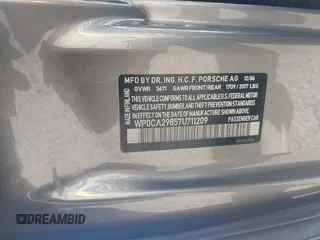 MFD BY DR. ING. H.C.F. PORSCHE AG 12/06
GVWR 3671 GAWR FRONT/REAR 1709 / 2017 LBS
THIS VEHICLE CONFORMS TO ALL APPLICABLE U.S. FEDERAL MOTOR
VEHICLE SAFETY, BUMPER AND THEFT PREVENTION STANDARDS
IN EFFECT ON THE DATE OF MANUFACTURE SHOWN ABOVE
WP0CA29857U711209
PASSENGER CAR
MADE IN FINLAND
DREAMBID